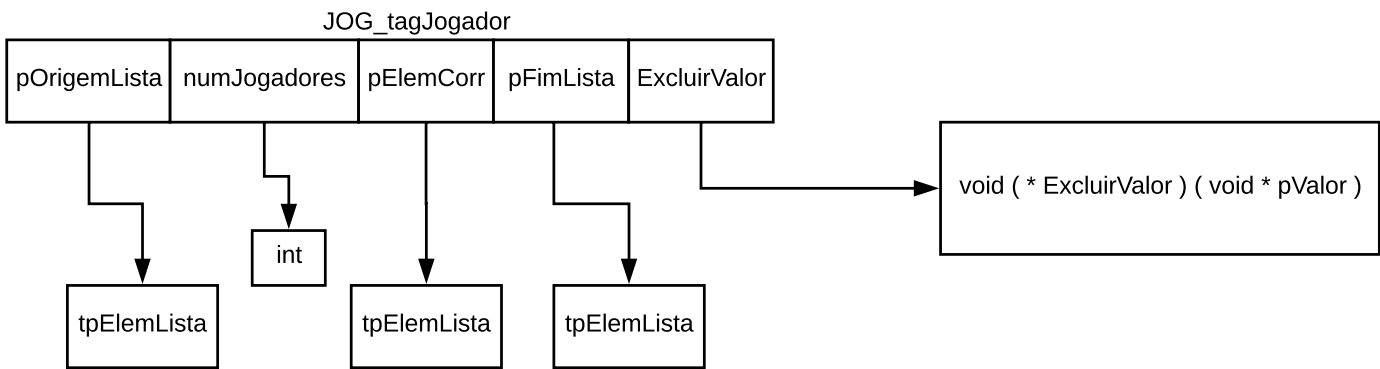 JOG_tagJogador
pOrigemLista
numJogadores
pElemCorr
pFimLista
ExcluirValor
void ( * ExcluirValor ) ( void * pValor )
int
tpElemLista
tpElemLista
tpElemLista